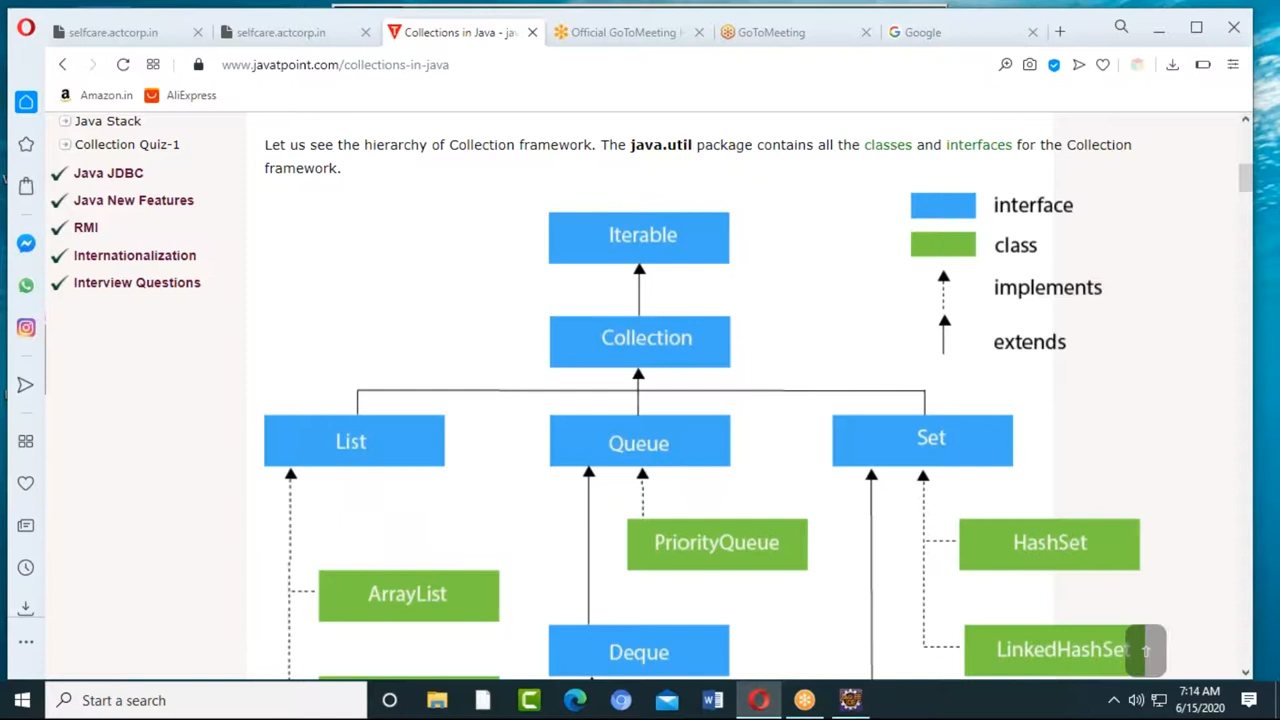 selfcare.actcorp.in
selfcare.actcorp.in
Collections in Java - jav
Official GoToMeeting
GoToMeeting
Google
www.javatpoint.com/collections-in-java
Amazon.in
AliExpress
Java Stack
Collection Quiz-1
Java JDBC
Java New Features
RMI
Internationalization
Interview Questions
Let us see the hierarchy of Collection framework. The java.util package contains all the classes and interfaces for the Collection
framework.
interface
class
implements
extends
Iterable
Collection
List
Queue
Set
PriorityQueue
HashSet
ArrayList
Deque
LinkedHashSet
Start a search
7:14 AM
6/15/2020